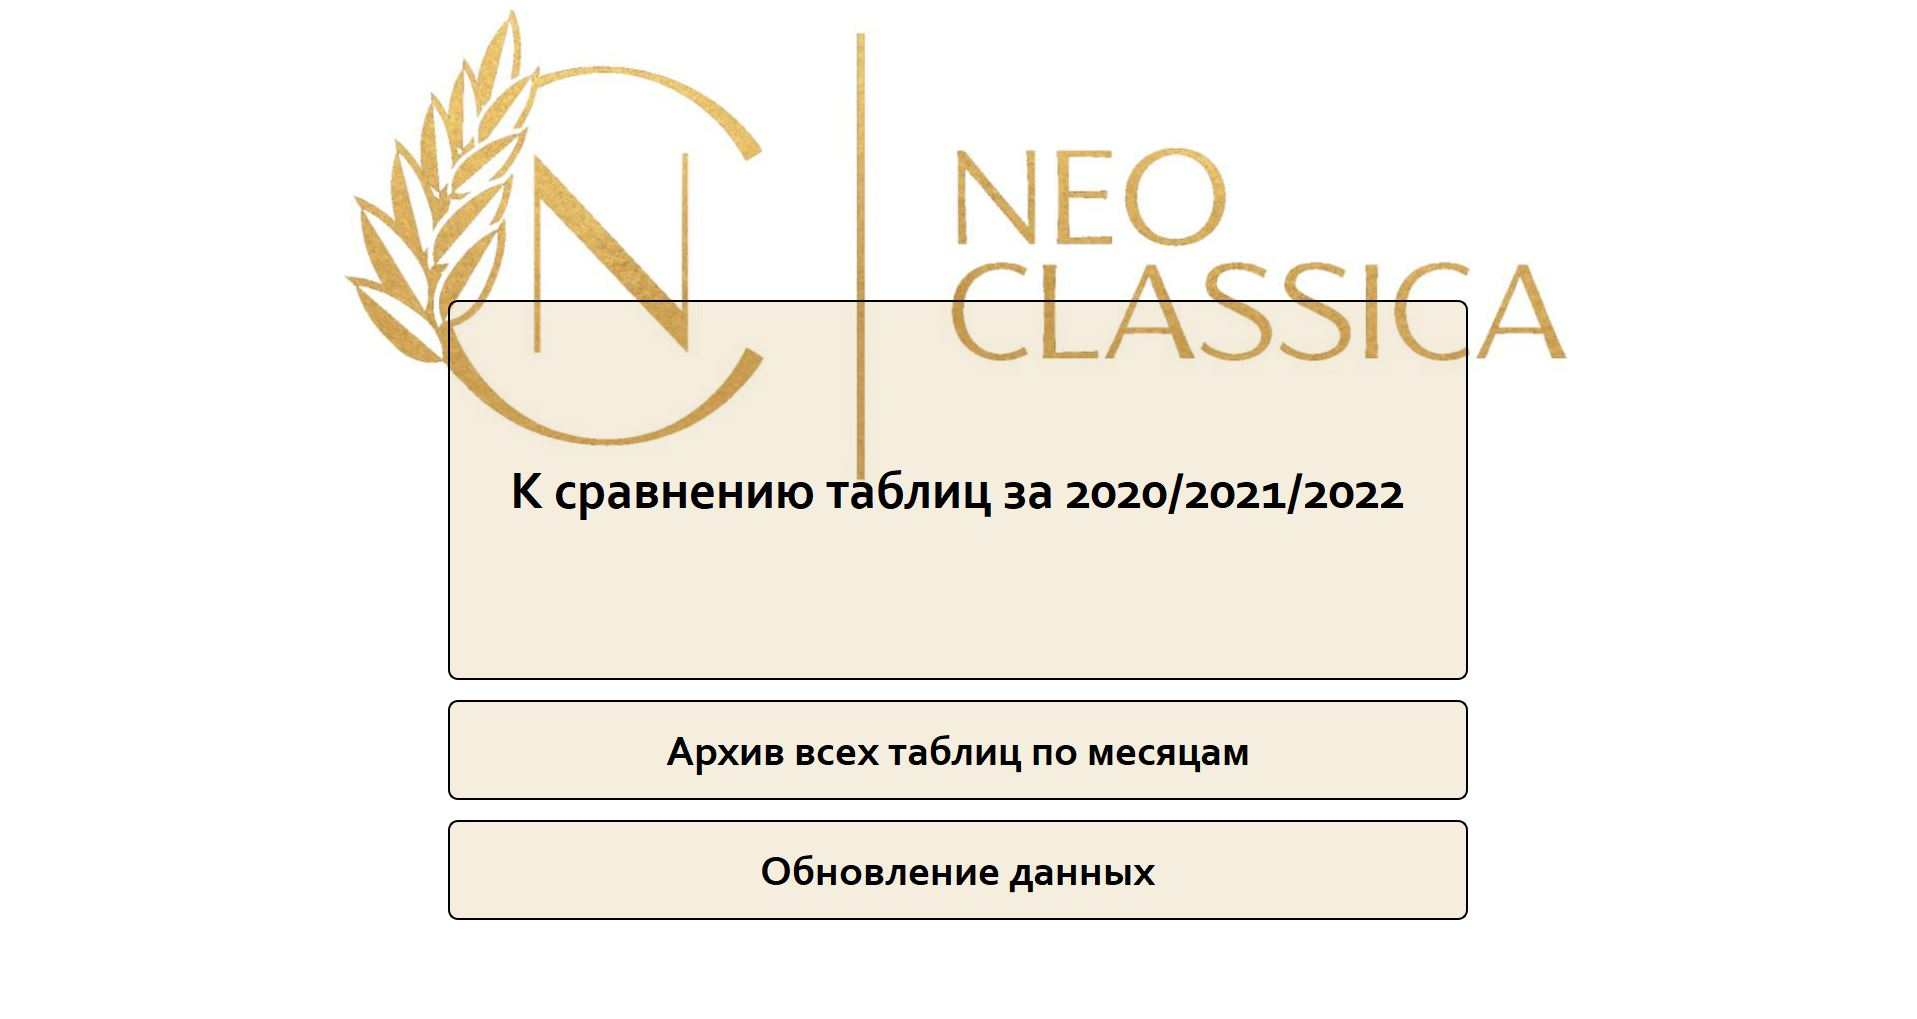 N
NEO
CLASSICA
К сравнению таблиц за 2020/2021/2022
Архив всех таблиц по месяцам
Обновление данных